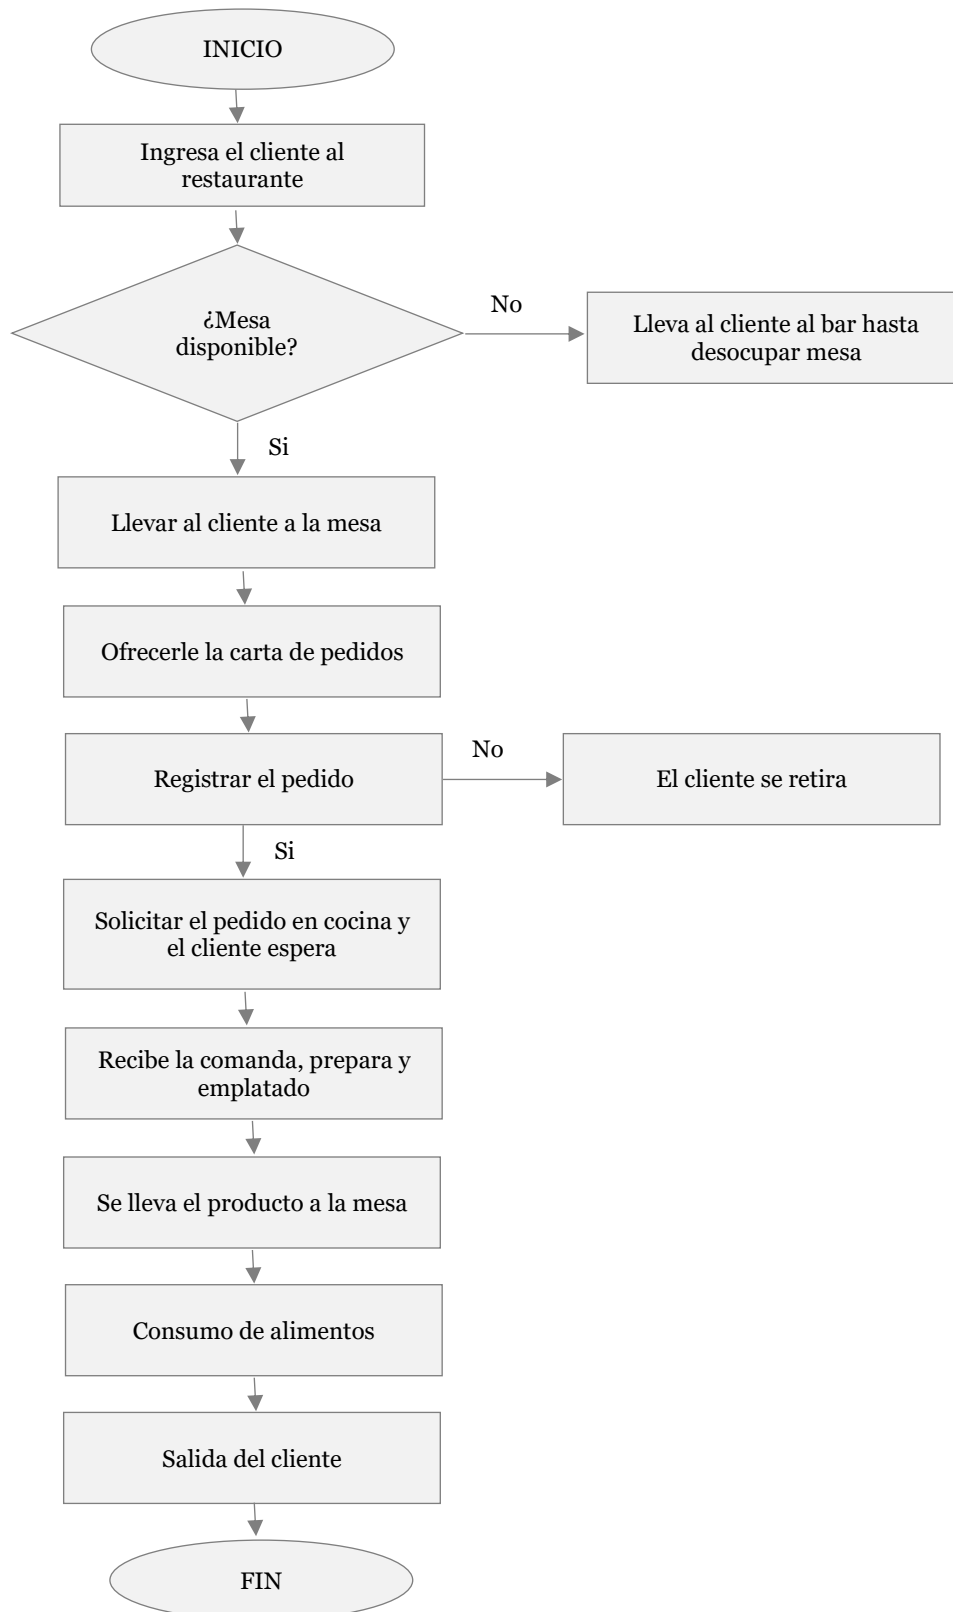 INICIO
Ingresa el cliente al
restaurante
¿Mesa
disponible?
No
Lleva al cliente al bar hasta
desocupar mesa
Si
Llevar al cliente a la mesa
Ofrecerle la carta de pedidos
Registrar el pedido
No
El cliente se retira
Si
Solicitar el pedido en cocina y
el cliente espera
Recibe la comanda, prepara y
emplatado
Se lleva el producto a la mesa
Consumo de alimentos
Salida del cliente
FIN